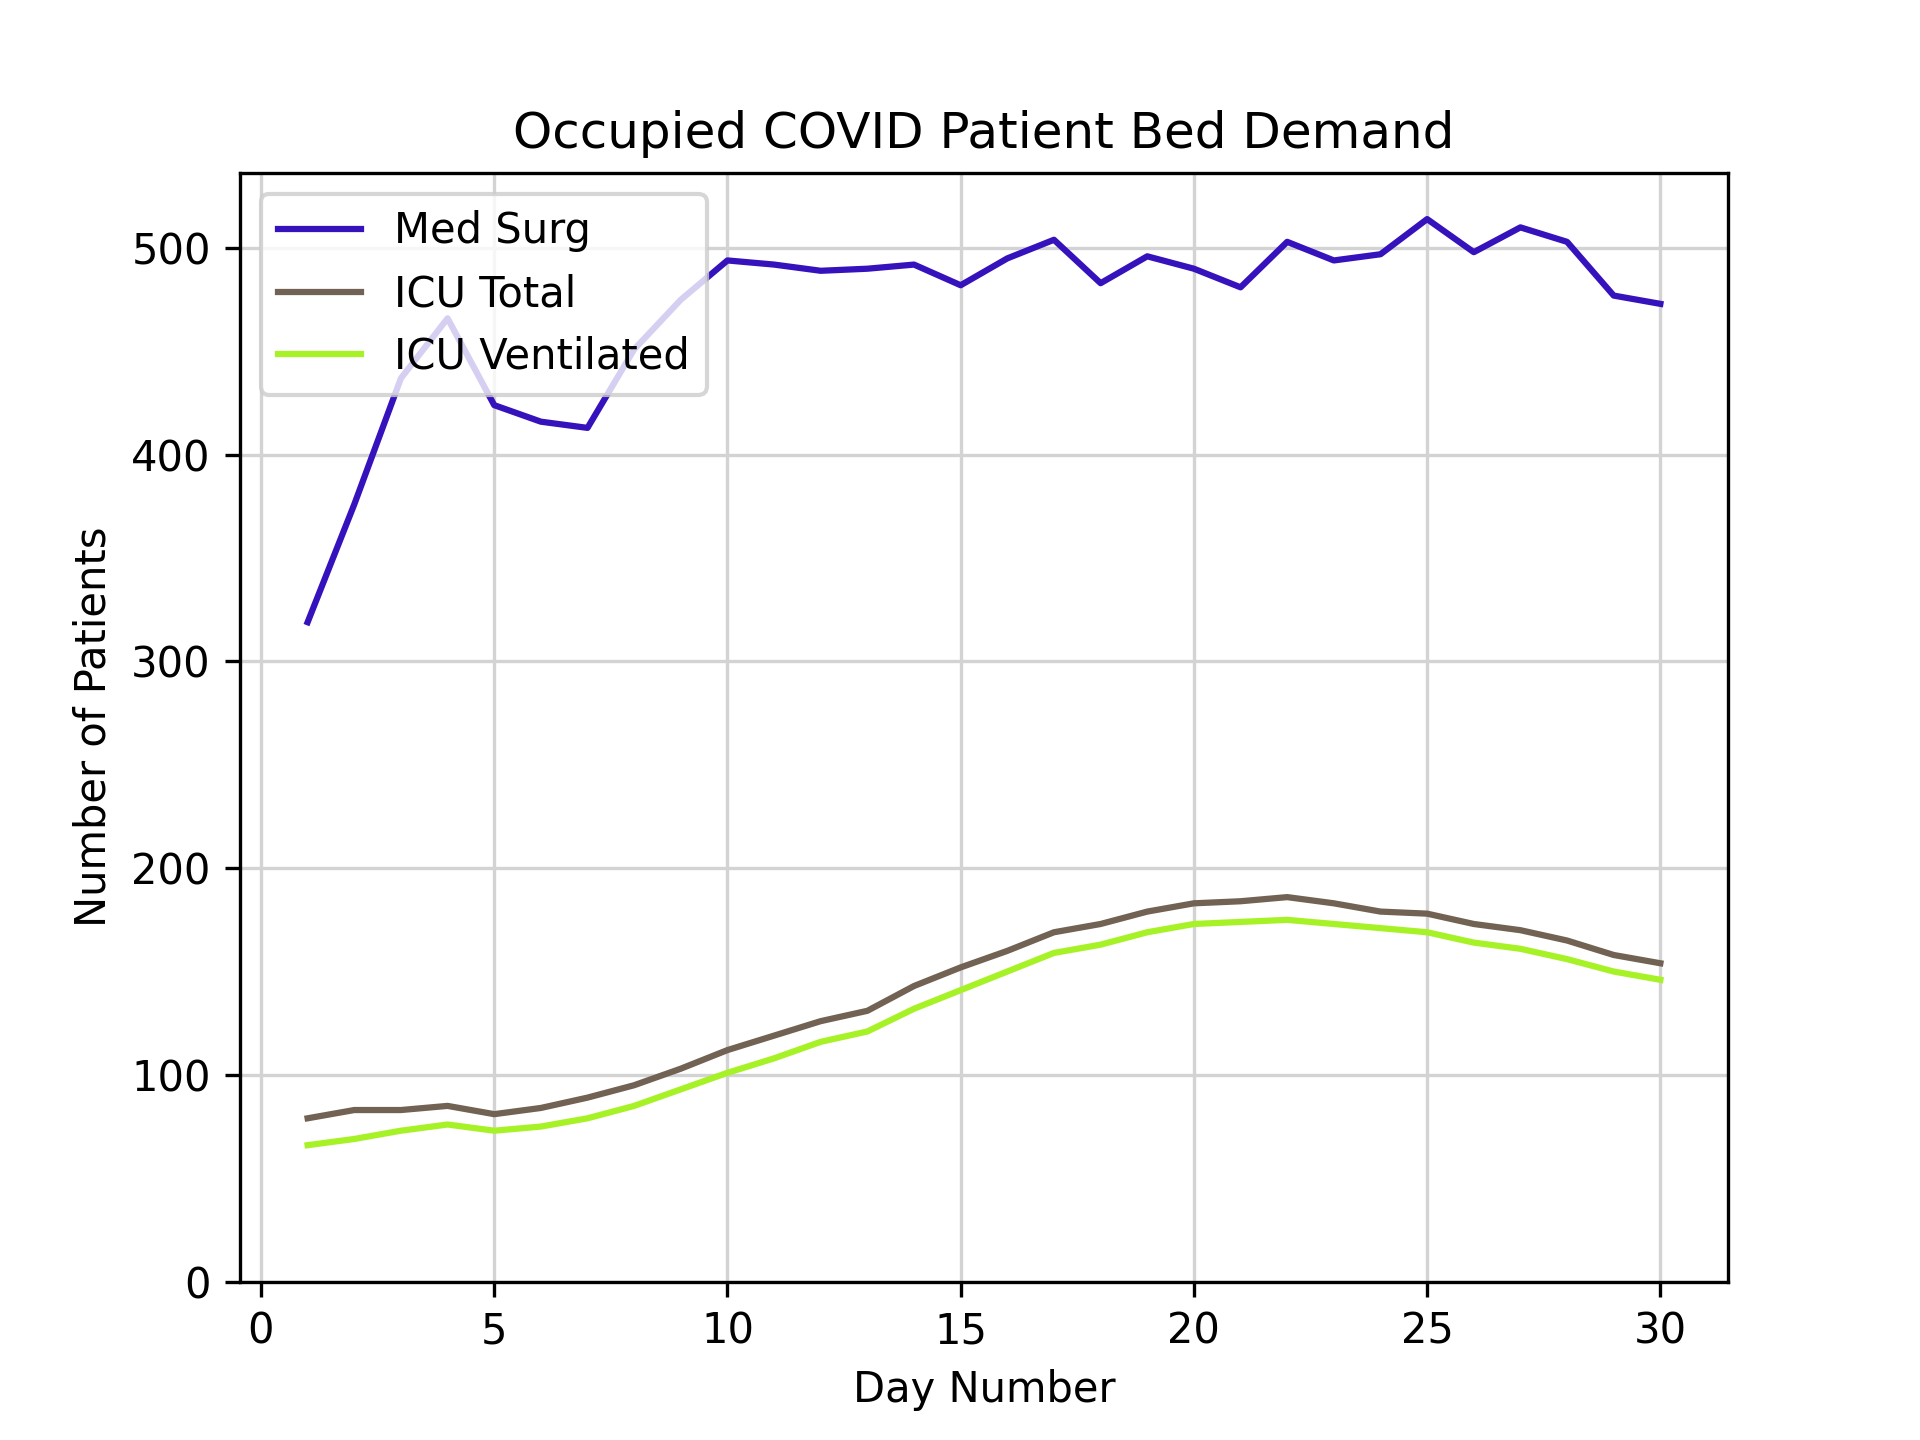 Occupied COVID Patient Bed Demand
Med Surg
ICU Total
ICU Ventilated
500
400
300
200
100
0
Number of Patients
0 5 10 15 20 25 30
Day Number